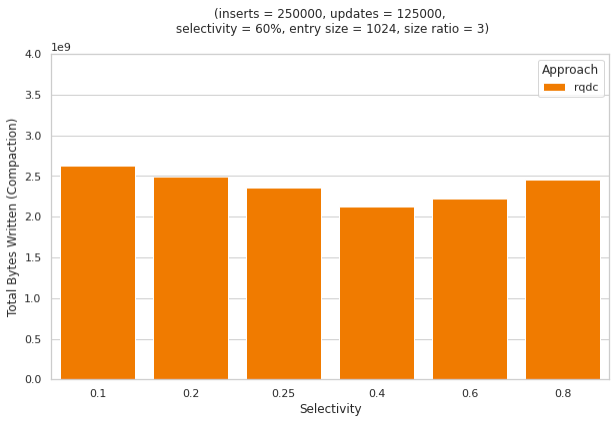 (inserts = 250000, updates = 125000,
selectivity = 60%, entry size = 1024, size ratio = 3)
1e9
4.0
3.5
3.0
2.5
2.0
1.5
1.0
0.5
0.0
Total Bytes Written (Compaction)
Approach
rqdc
0.1 0.2 0.25 0.4 0.6 0.8
Selectivity